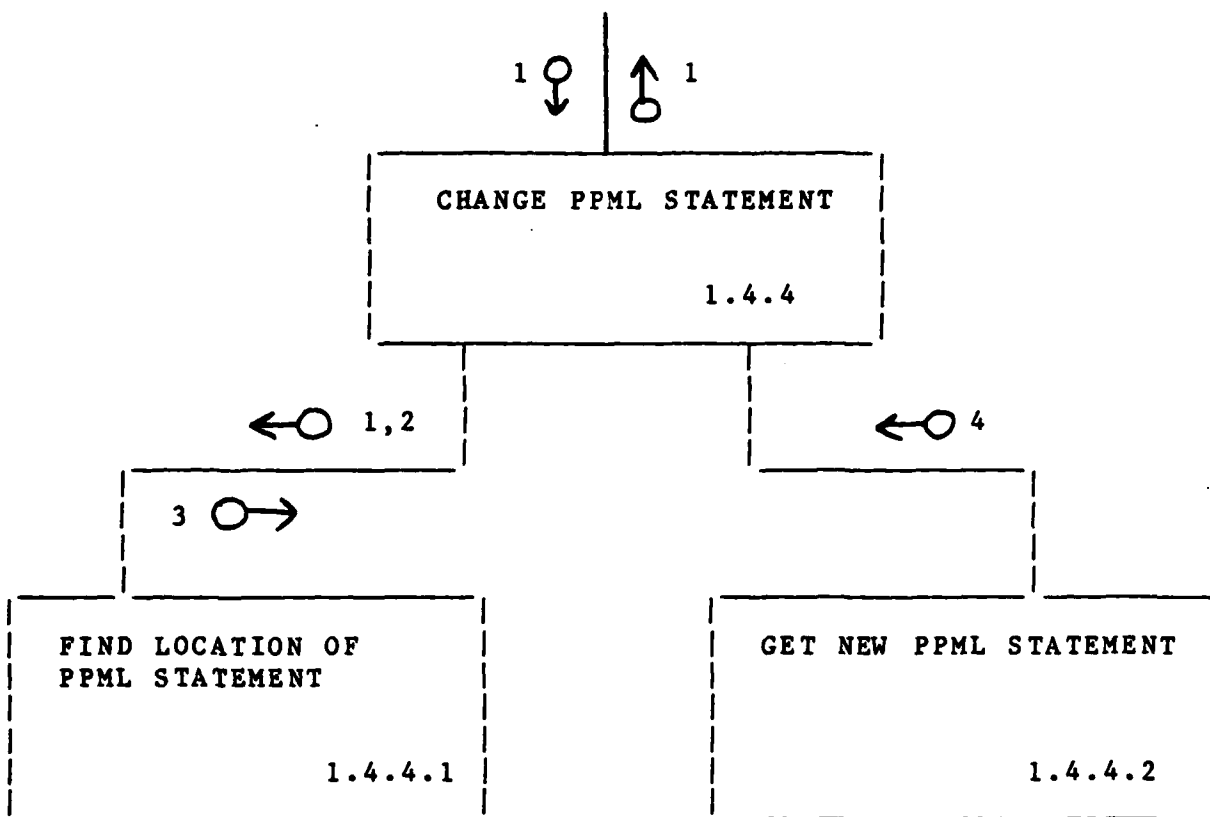 1 1
CHANGE PPML STATEMENT
1.4.4
1,2 4
3
FIND LOCATION OF
PPML STATEMENT
1.4.4.1
GET NEW PPML STATEMENT
1.4.4.2